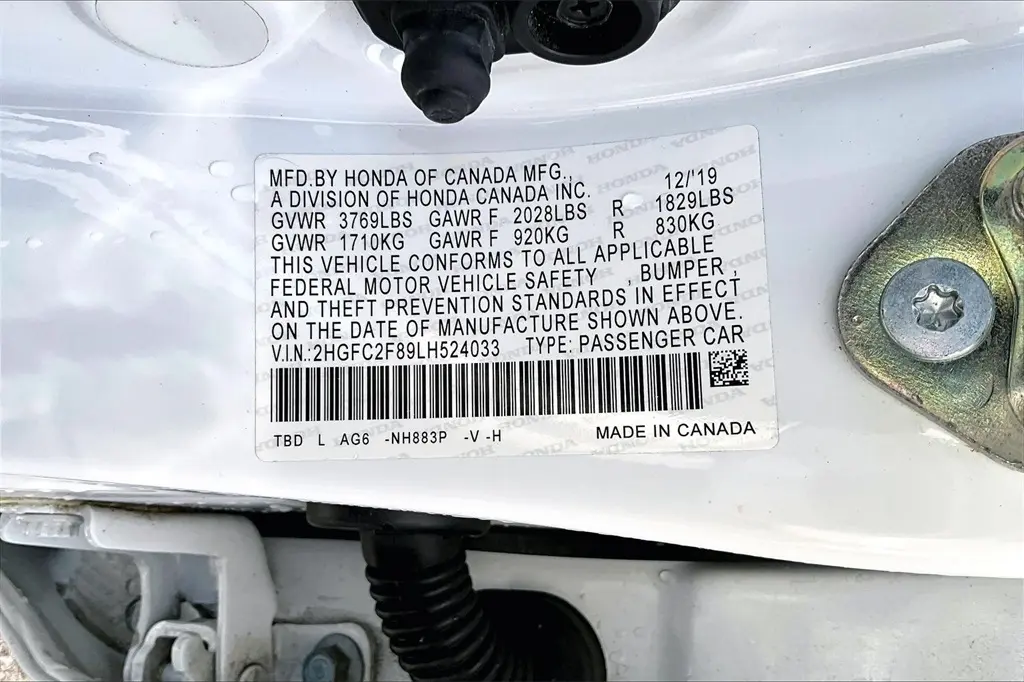 MFD.BY HONDA OF CANADA MFG., 12/'19
A DIVISION OF HONDA CANADA INC.
GVWR 3769LBS GAWR F 2028LBS R 1829LBS
GVWR 1710KG GAWR F 920KG R 830KG
THIS VEHICLE CONFORMS TO ALL APPLICABLE
FEDERAL MOTOR VEHICLE SAFETY , BUMPER ,
AND THEFT PREVENTION STANDARDS IN EFFECT
ON THE DATE OF MANUFACTURE SHOWN ABOVE.
V.I.N.:2HGFC2F89LH524033 TYPE: PASSENGER CAR
TBD L AG6 -NH883P -V -H MADE IN CANADA